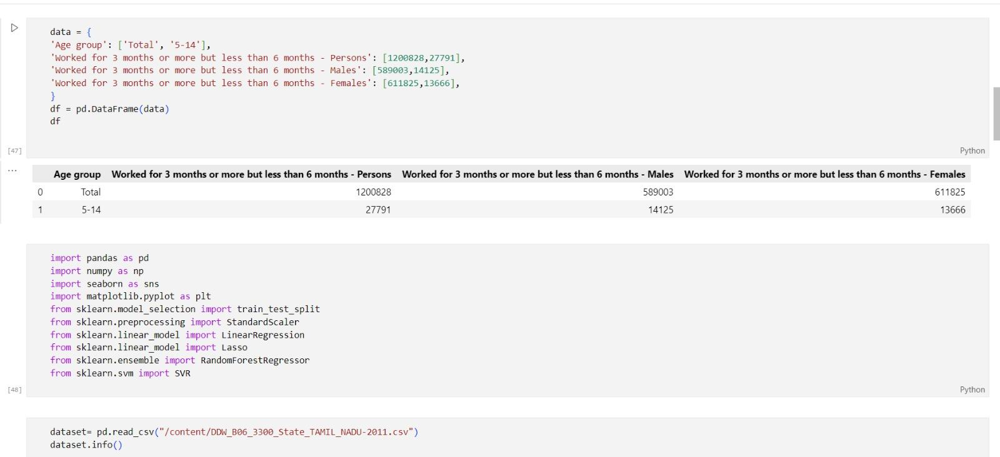 data = {
'Age group': ['Total', '5-14'],
'Worked for 3 months or more but less than 6 months - Persons': [1200828,27791],
'Worked for 3 months or more but less than 6 months - Males': [589003,14125],
'Worked for 3 months or more but less than 6 months - Females': [611825,13666],
}
df = pd.DataFrame(data)
df
[47]
Python
...
Age group Worked for 3 months or more but less than 6 months - Persons Worked for 3 months or more but less than 6 months - Males Worked for 3 months or more but less than 6 months - Females
0 Total 1200828 589003 611825
1 5-14 27791 14125 13666
import pandas as pd
import numpy as np
import seaborn as sns
import matplotlib.pyplot as plt
from sklearn.model_selection import train_test_split
from sklearn.preprocessing import StandardScaler
from sklearn.linear_model import LinearRegression
from sklearn.linear_model import Lasso
from sklearn.ensemble import RandomForestRegressor
from sklearn.svm import SVR
[48]
Python
dataset= pd.read_csv("/content/DDW_B06_3300_State_TAMIL_NADU-2011.csv")
dataset.info()